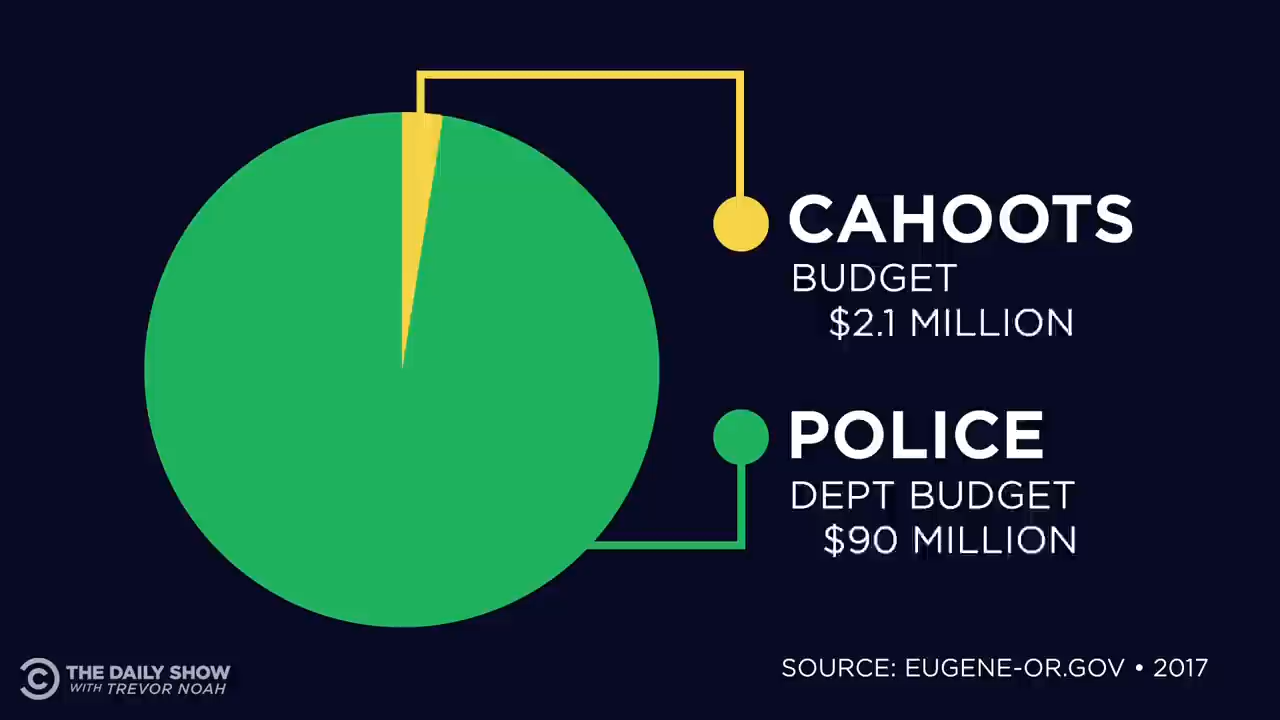 CAHOOTS
BUDGET
$2.1 MILLION
POLICE
DEPT BUDGET
$90 MILLION
SOURCE: EUGENE-OR.GOV • 2017
C THE DAILY SHOW
WITH TREVOR NOAH